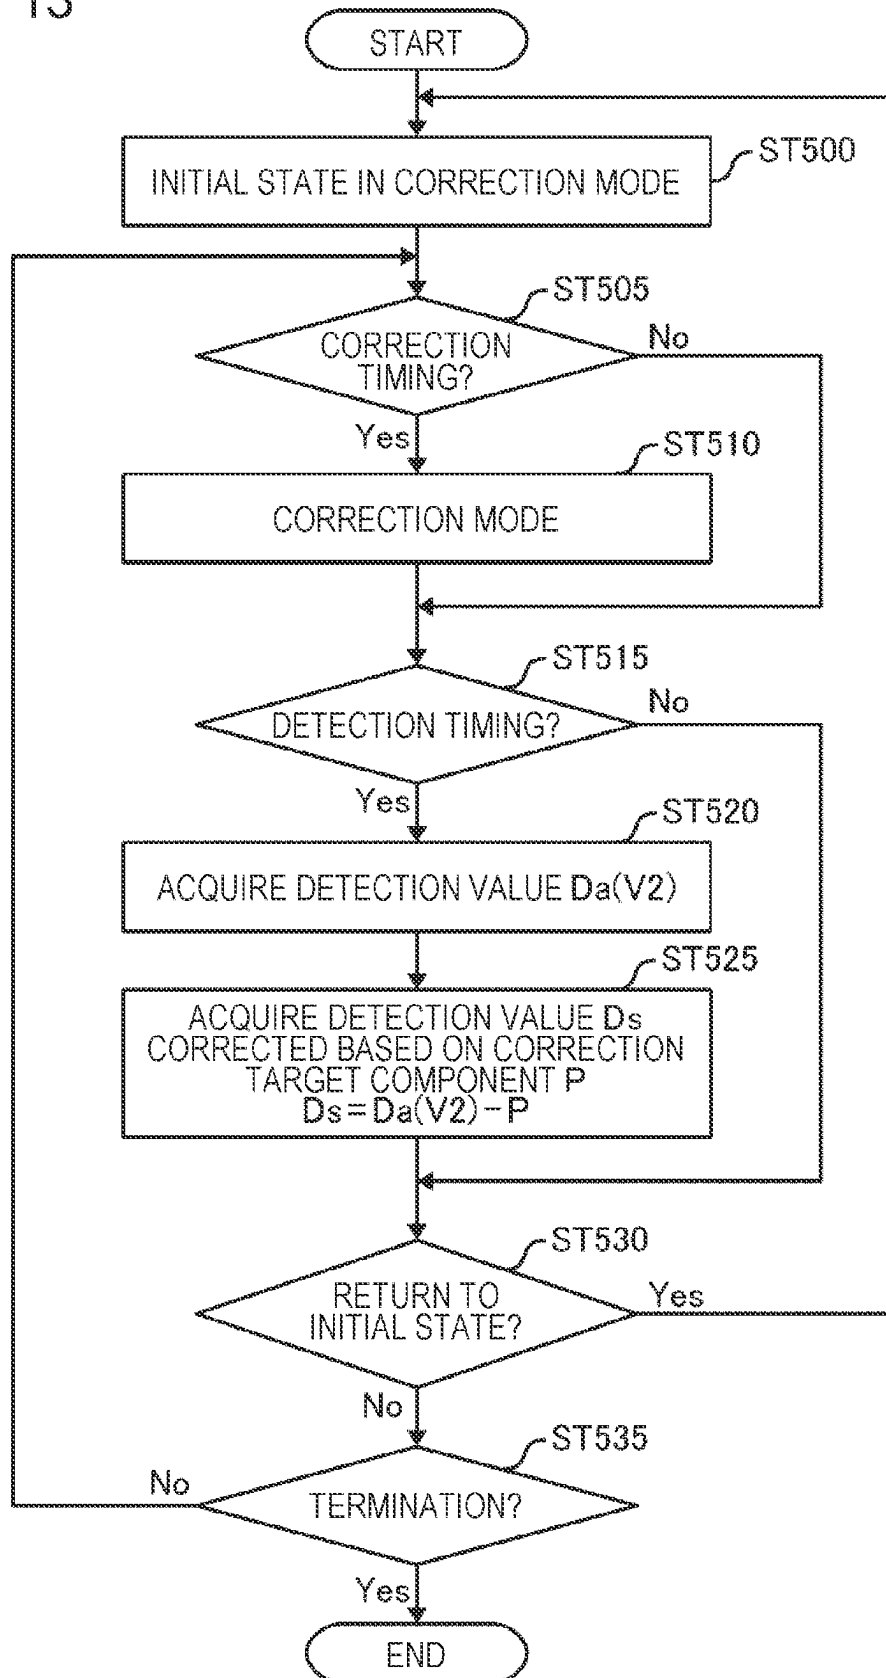 START
INITIAL STATE IN CORRECTION MODE
ST500
ST505
CORRECTION
TIMING?
No
Yes
ST510
CORRECTION MODE
ST515
DETECTION TIMING?
No
Yes
ST520
ACQUIRE DETECTION VALUE Da(V2)
ST525
ACQUIRE DETECTION VALUE Ds
CORRECTED BASED ON CORRECTION
TARGET COMPONENT P
Ds=Da(V2)-P
ST530
RETURN TO
INITIAL STATE?
Yes
No
ST535
TERMINATION?
No
Yes
END